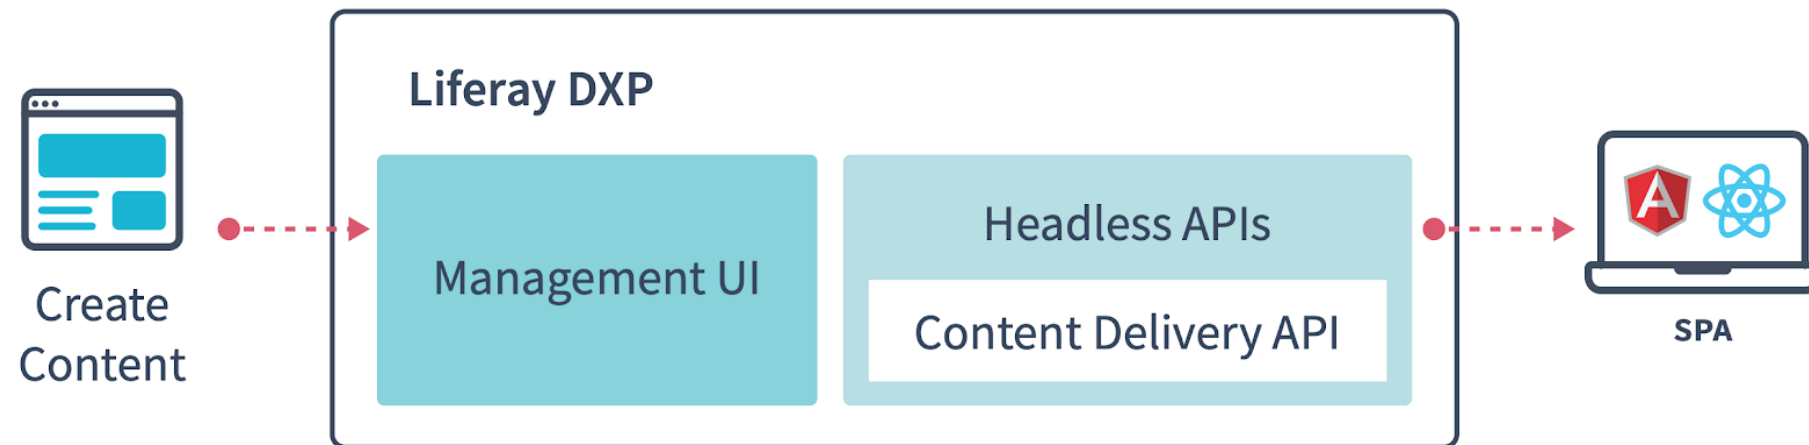 Liferay DXP
Create
Content
Management UI
Headless APIs
Content Delivery API
A
SPA